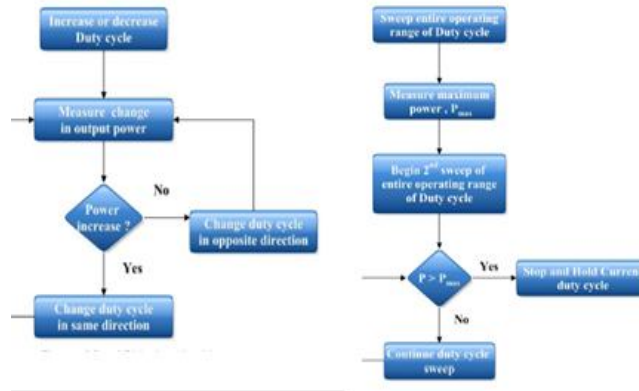 Increase or decrease
Duty cycle
Measure change
in output power
Power
increase ?
No
Change duty cycle
in opposite direction
Yes
Change duty cycle
in same direction
Sweep entire operating
range of Duty cycle
Measure maximum
power , Pmax
Begin 2nd sweep of
entire operating range
of Duty cycle
P > Pmax
Yes
Stop and Hold Curren
duty cycle
No
Continue duty cycle
sweep